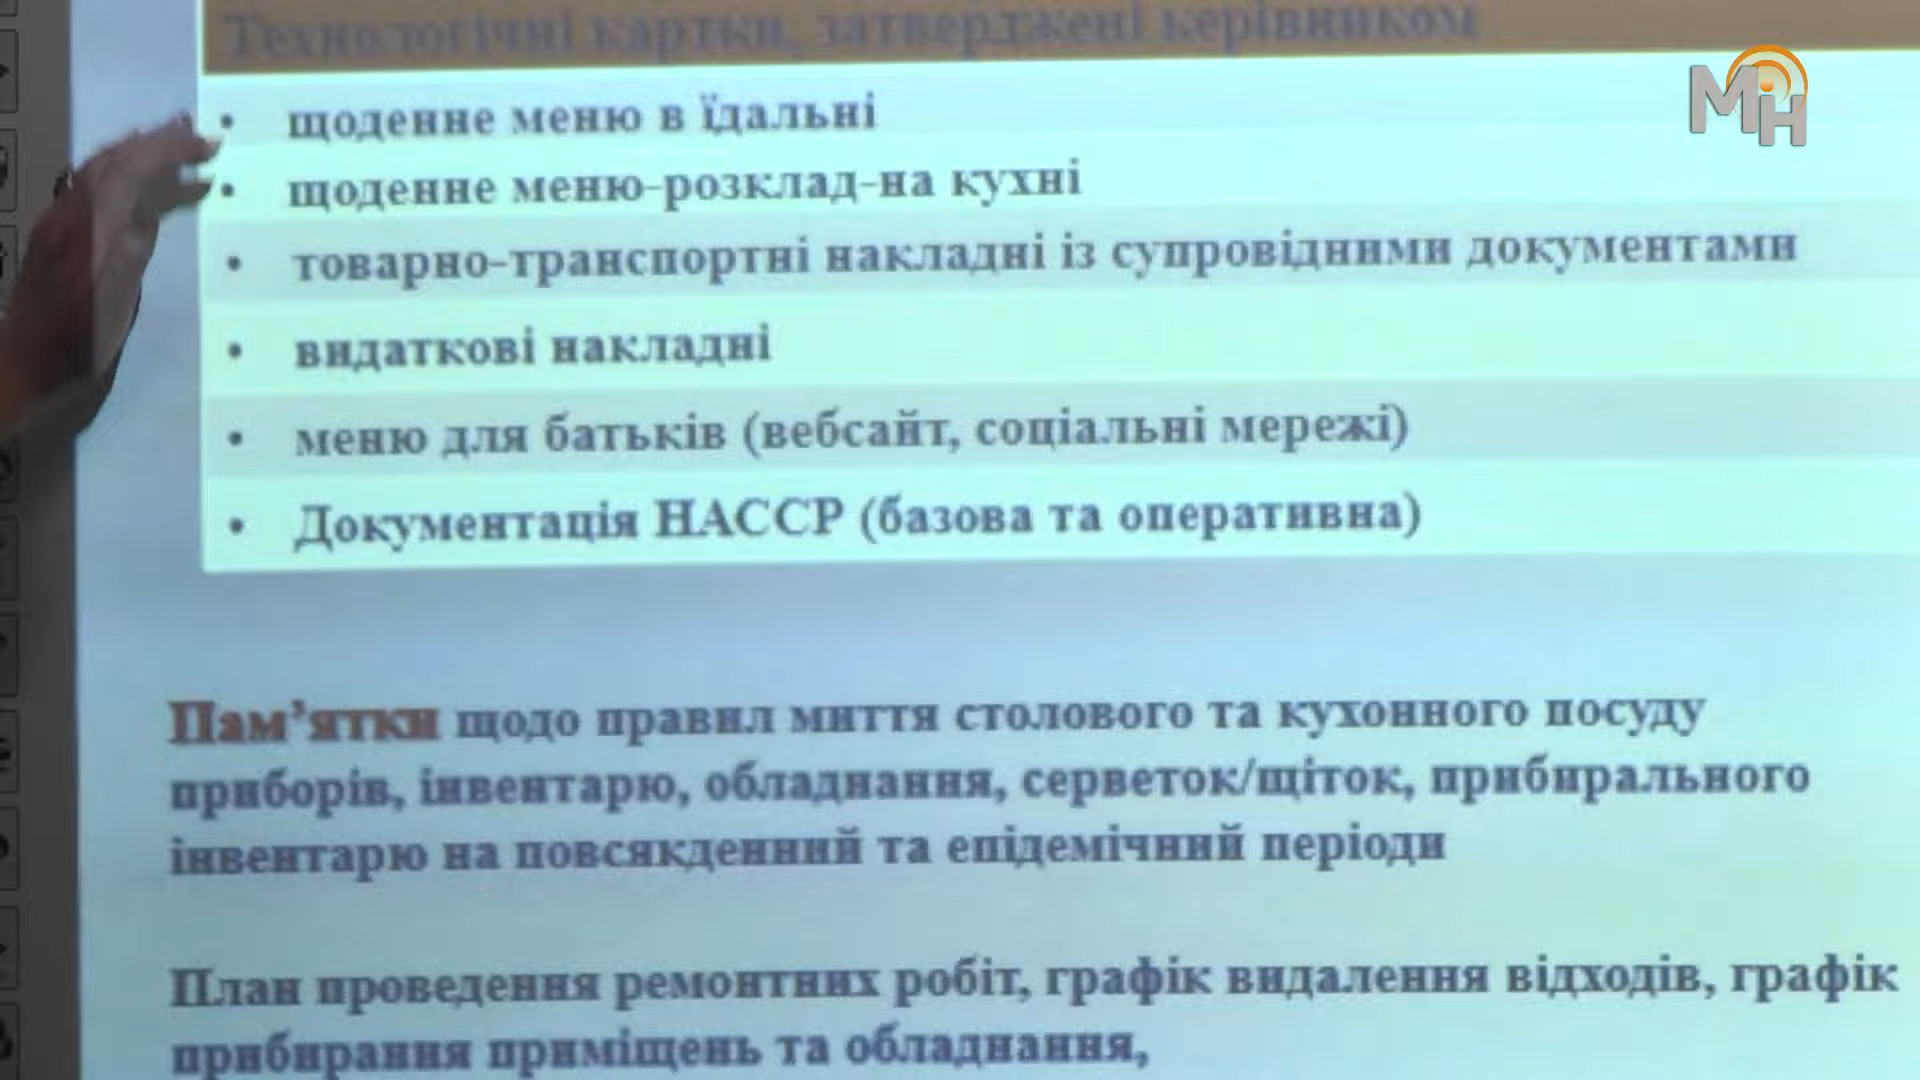 Технологічні картки, затверджені керівником
• щоденне меню в їдальні
• щоденне меню-розклад-на кухні
• товарно-транспортні накладні із супровідними документами
• видаткові накладні
• меню для батьків (вебсайт, соціальні мережі)
• Документація НАССР (базова та оперативна)
Пам’ятки щодо правил миття столового та кухонного посуду
приборів, інвентарю, обладнання, серветок/щіток, прибирального
інвентарю на повсякденний та епідемічний періоди
План проведення ремонтних робіт, графік видалення відходів, графік
прибирання приміщень та обладнання,
МН